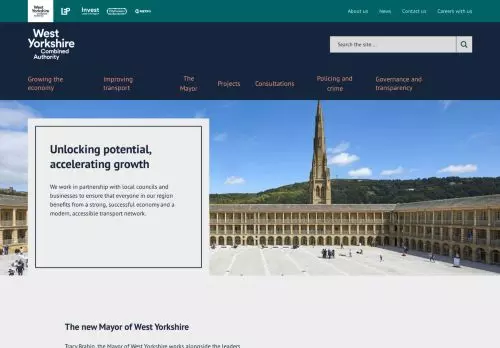 West
Yorkshire
Combined
Authority
Invest
METRO
About us
News
Contact us
Careers with us
West
Yorkshire
Combined
Authority
Search the site ...
Growing the
economy
Improving
transport
The
Mayor
Projects
Consultations
Policing and
crime
Governance and
transparency
Unlocking potential,
accelerating growth
We work in partnership with local councils and
businesses to ensure that everyone in our region
benefits from a strong, successful economy and a
modern, accessible transport network.
The new Mayor of West Yorkshire
Tracy Brabin, the Mayor of West Yorkshire works alongside the leaders